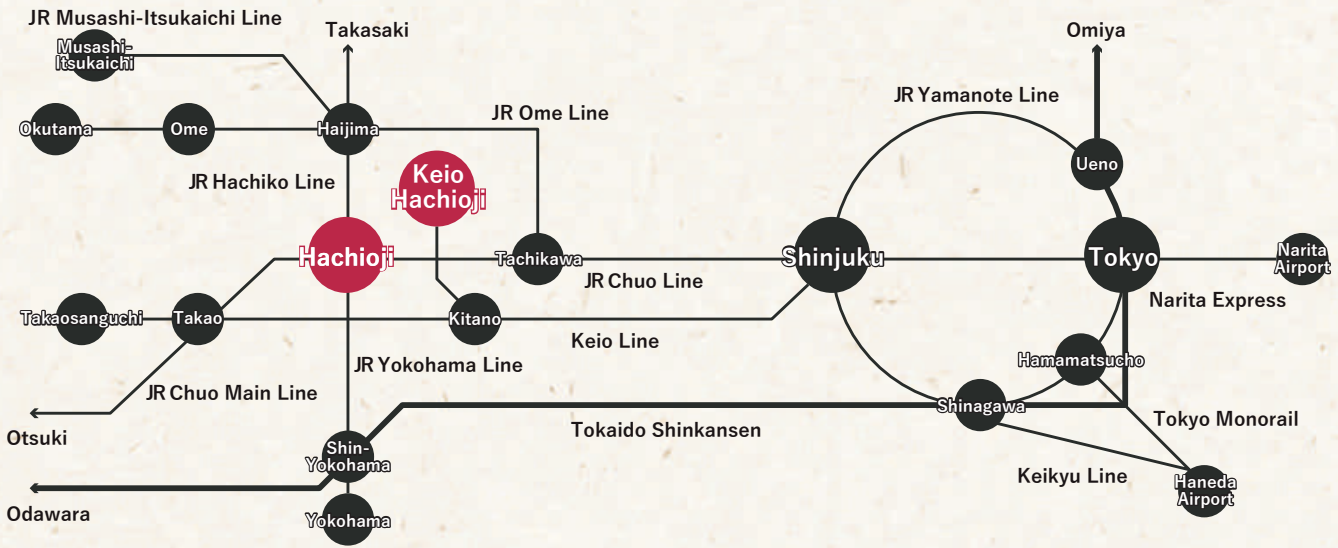 JR Musashi-Itsukaichi Line
Takasaki
Omiya
Musashi-
Itsukaichi
JR Yamanote Line
JR Ome Line
Okutama
Ome
Haijima
Ueno
JR Hachiko Line
Keio
Hachioji
Hachioji
Tachikawa
Shinjuku
Tokyo
Narita
Airport
JR Chuo Line
Narita Express
Takaosanguchi
Takao
Kitano
Keio Line
Hamamatsucho
JR Yokohama Line
JR Chuo Main Line
Shinagawa
Tokyo Monorail
Otsuki
Tokaido Shinkansen
Shin-
Yokohama
Keikyu Line
Haneda
Airport
Odawara
Yokohama